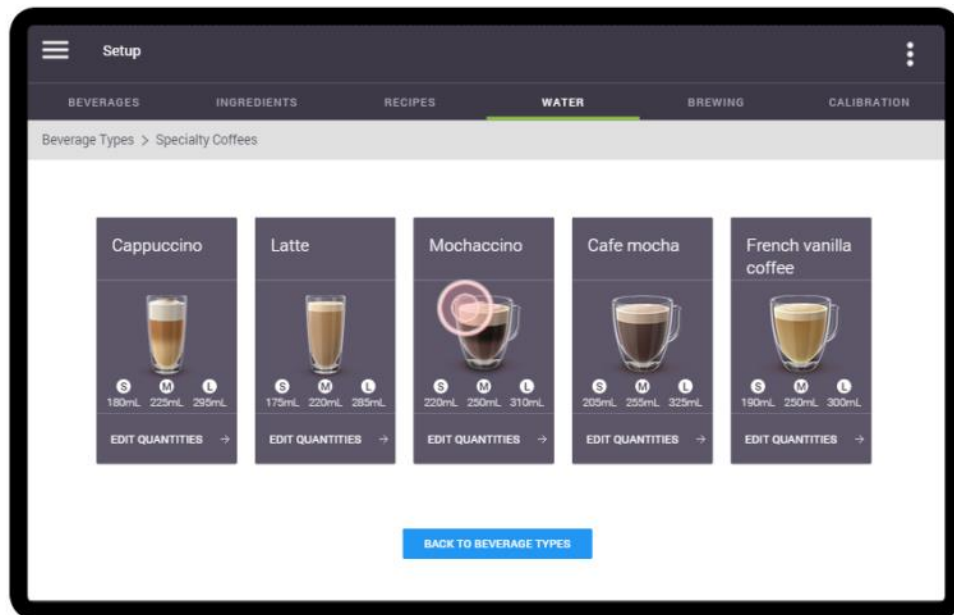 Setup
BEVERAGES INGREDIENTS RECIPES WATER BREWING CALIBRATION
Beverage Types > Specialty Coffees
Cappuccino
S M L
180mL 225mL 295mL
EDIT QUANTITIES →
Latte
S M L
175mL 220mL 285mL
EDIT QUANTITIES →
Mochaccino
S M L
220mL 250mL 310mL
EDIT QUANTITIES →
Cafe mocha
S M L
205mL 255mL 325mL
EDIT QUANTITIES →
French vanilla
coffee
S M L
190mL 250mL 300mL
EDIT QUANTITIES →
BACK TO BEVERAGE TYPES